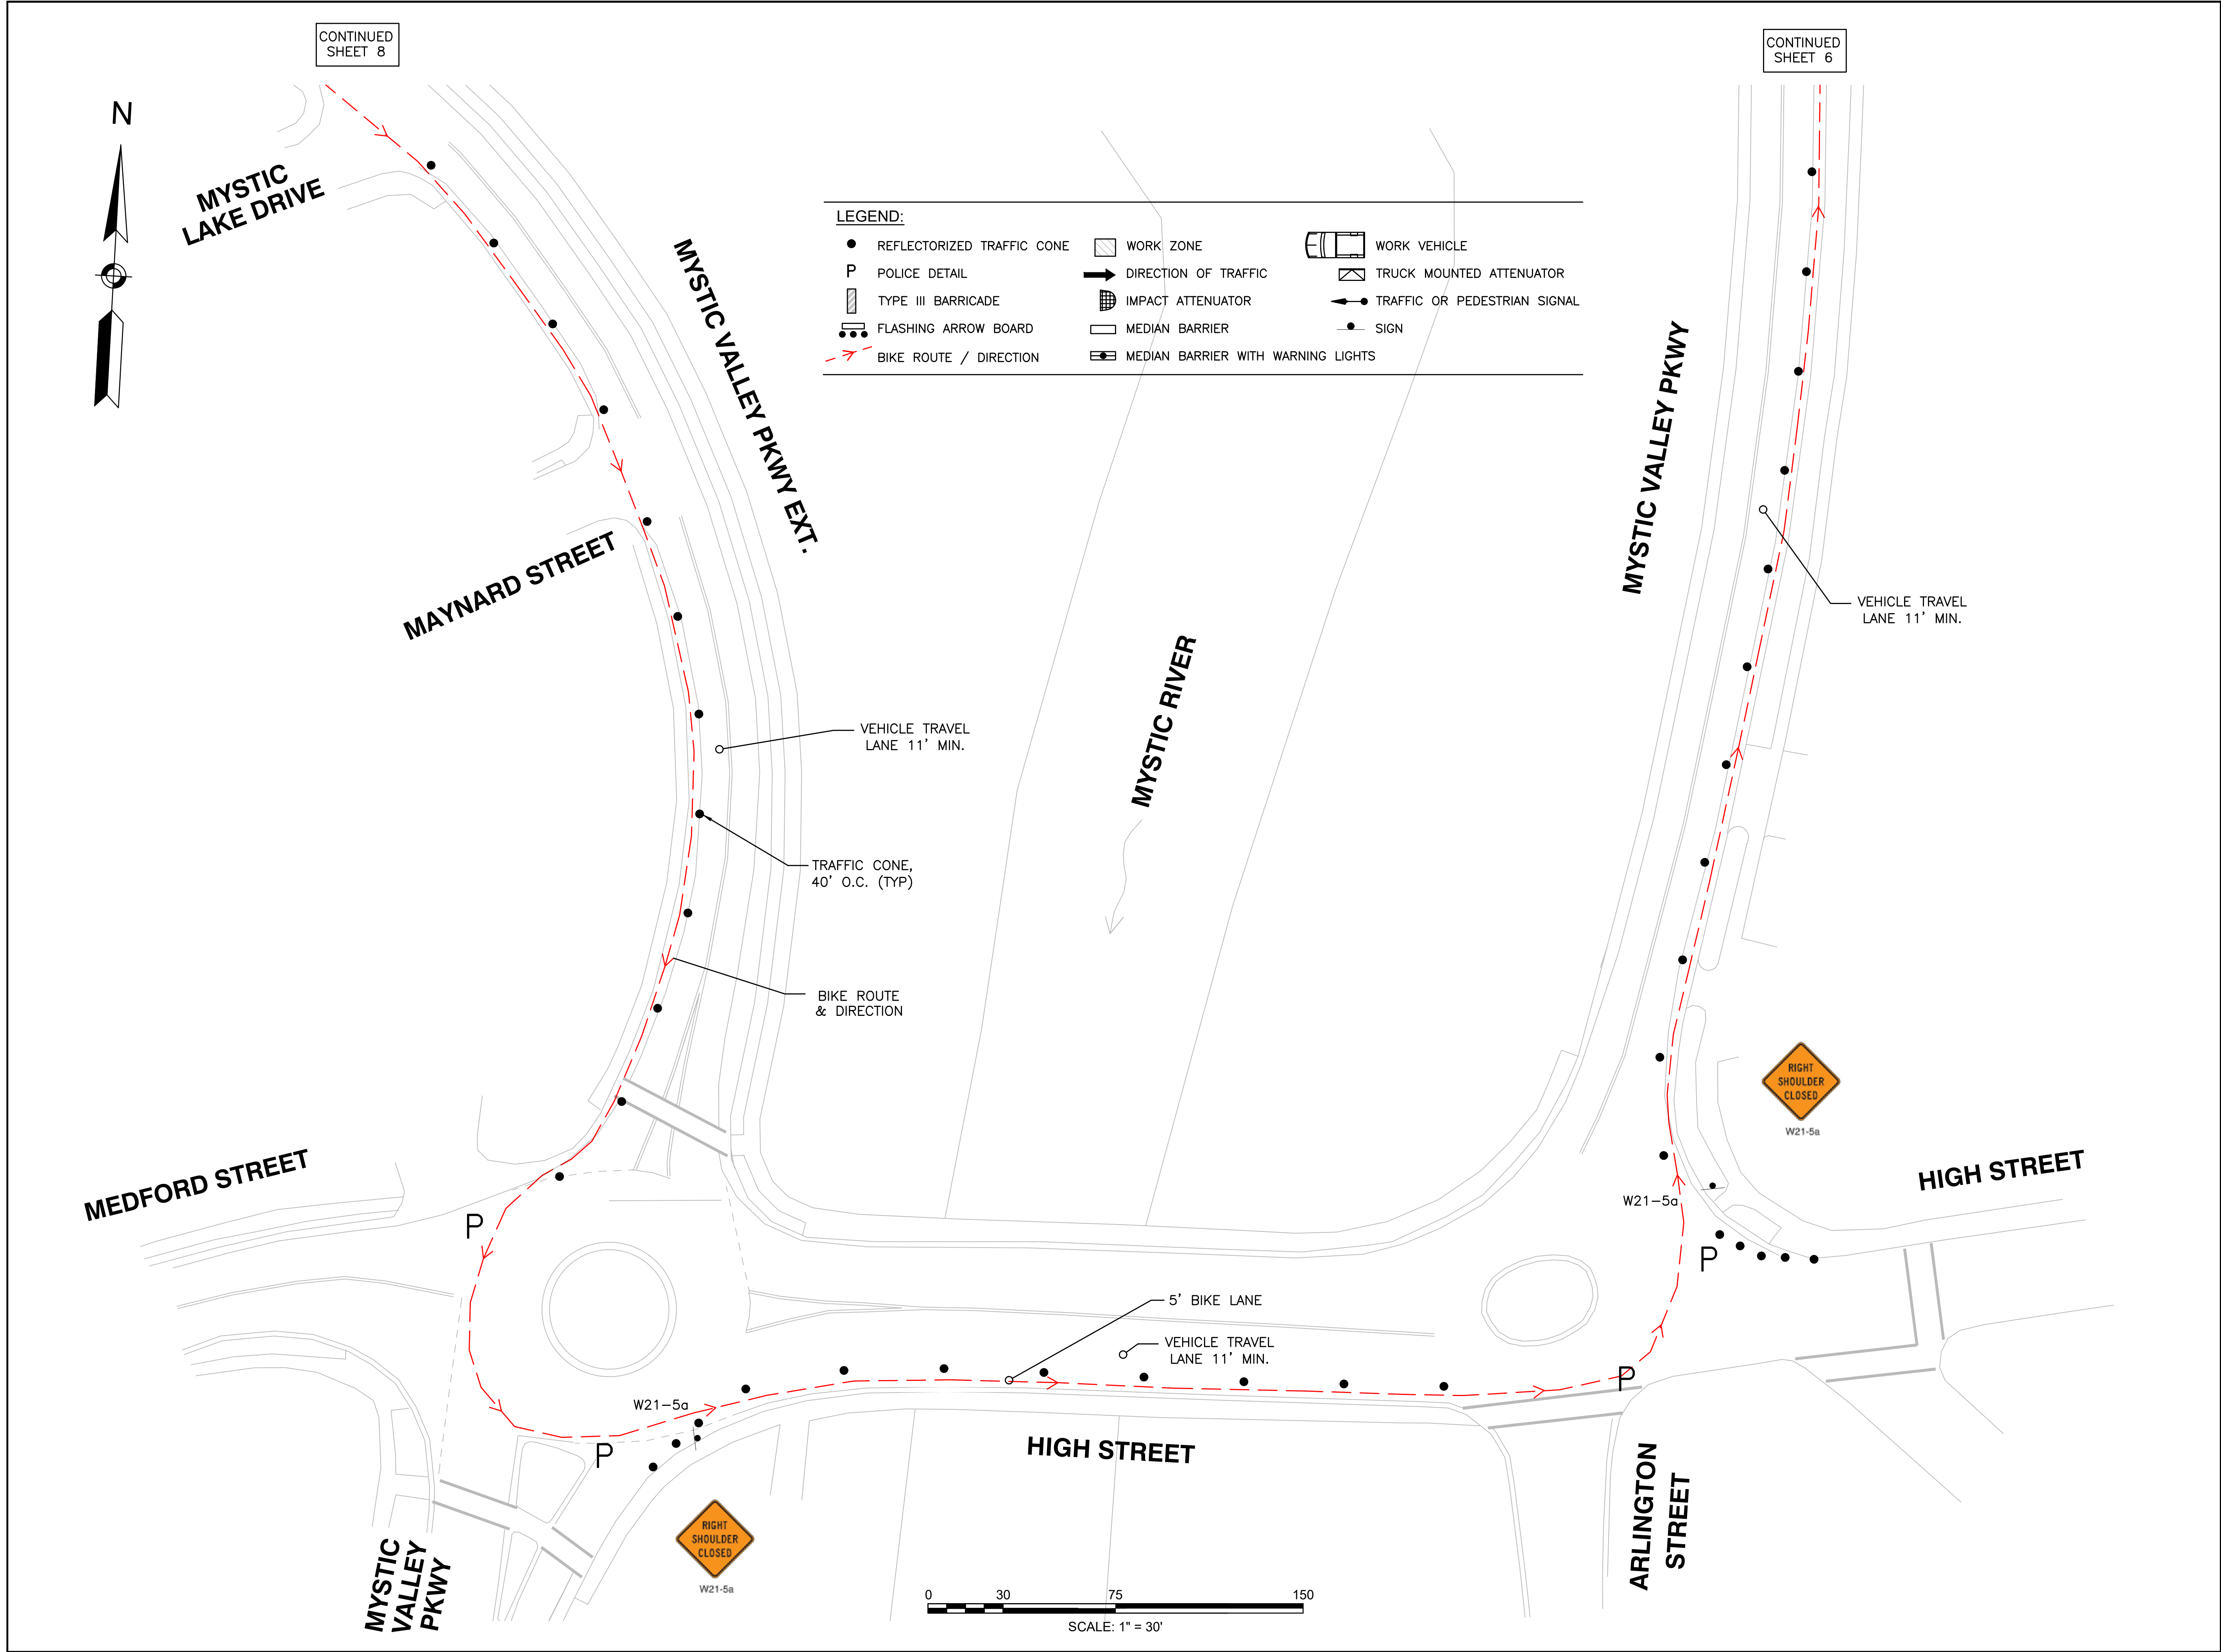 CONTINUED
SHEET 8
CONTINUED
SHEET 6
N
MYSTIC
LAKE DRIVE
LEGEND:
REFLECTORIZED TRAFFIC CONE
P POLICE DETAIL
TYPE III BARRICADE
FLASHING ARROW BOARD
BIKE ROUTE / DIRECTION
WORK ZONE
DIRECTION OF TRAFFIC
IMPACT ATTENUATOR
MEDIAN BARRIER
MEDIAN BARRIER WITH WARNING LIGHTS
WORK VEHICLE
TRUCK MOUNTED ATTENUATOR
TRAFFIC OR PEDESTRIAN SIGNAL
SIGN
MYSTIC VALLEY PKWY EXT.
MYSTIC VALLEY PKWY
MAYNARD STREET
VEHICLE TRAVEL
LANE 11' MIN.
MYSTIC RIVER
VEHICLE TRAVEL
LANE 11' MIN.
TRAFFIC CONE,
40' O.C. (TYP)
BIKE ROUTE
& DIRECTION
RIGHT
SHOULDER
CLOSED
W21-5a
MEDFORD STREET
P
W21-5a
HIGH STREET
P
5' BIKE LANE
VEHICLE TRAVEL
LANE 11' MIN.
P
W21-5a
P
HIGH STREET
ARLINGTON
STREET
RIGHT
SHOULDER
CLOSED
W21-5a
MYSTIC
VALLEY
PKWY
0 30 75 150
SCALE: 1" = 30'